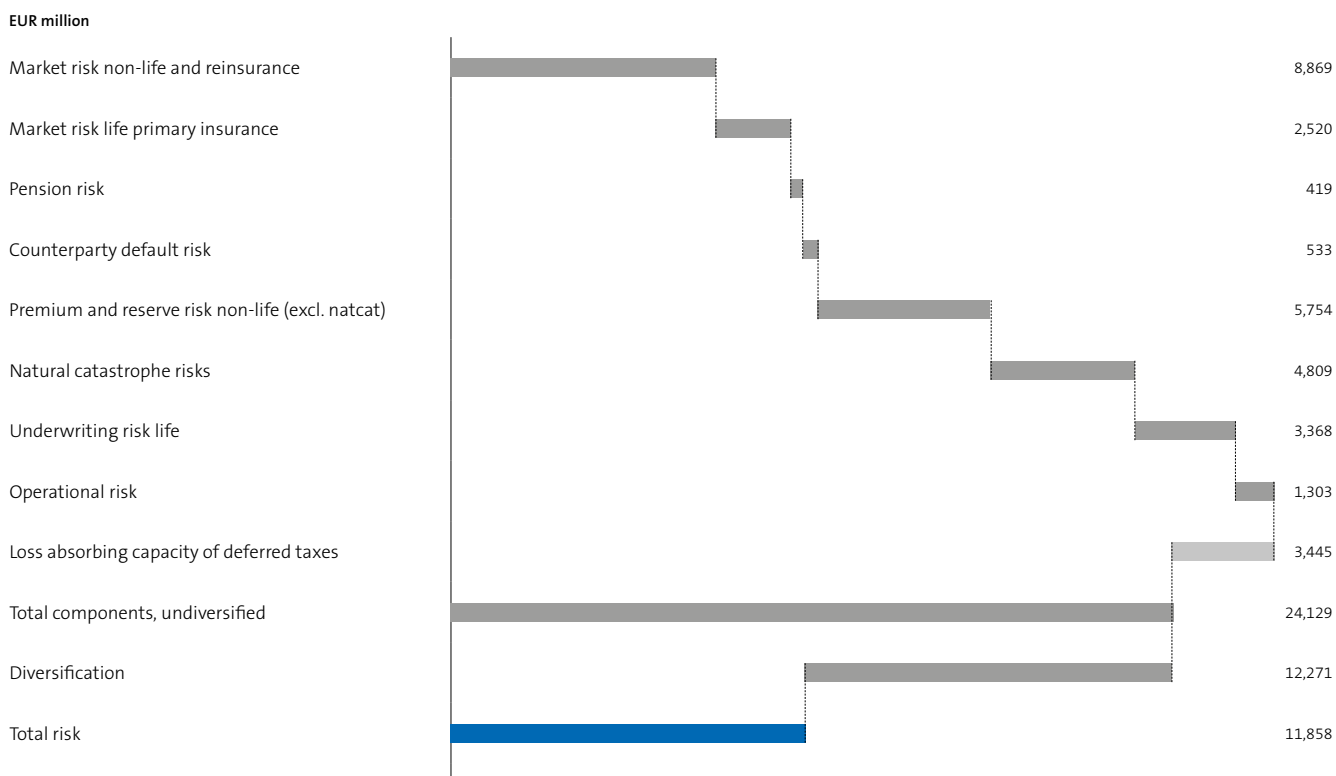 EUR million
Market risk non-life and reinsurance 8,869
Market risk life primary insurance 2,520
Pension risk 419
Counterparty default risk 533
Premium and reserve risk non-life (excl. natcat) 5,754
Natural catastrophe risks 4,809
Underwriting risk life 3,368
Operational risk 1,303
Loss absorbing capacity of deferred taxes 3,445
Total components, undiversified 24,129
Diversification 12,271
Total risk 11,858